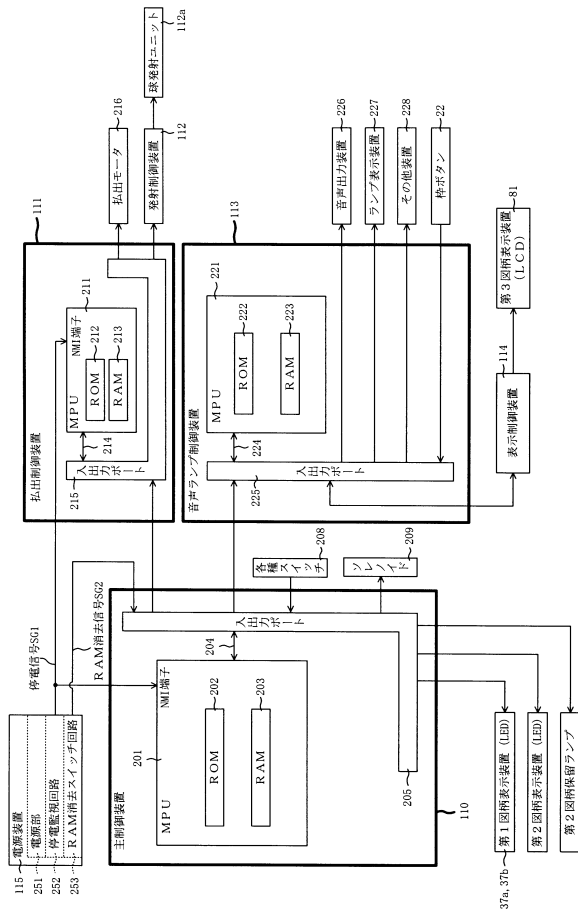 115
電源装置
251
電源部
252
停電監視回路
253
RAM消去スイッチ回路
停電信号SG1
RAM消去信号SG2
払出制御装置
111
215
入出力ポート
214
MPU
NMI端子
211
ROM
212
RAM
213
払出モータ
216
発射制御装置
112
球発射ユニット
112a
主制御装置
110
201
MPU
NMI端子
ROM
202
RAM
203
204
入出力ポート
205
各種スイッチ
208
ソレノイド
209
音声ランプ制御装置
113
225
入出力ポート
224
MPU
221
ROM
222
RAM
223
音声出力装置
226
ランプ表示装置
227
その他装置
228
枠ボタン
22
表示制御装置
114
第3図柄表示装置
(LCD)
81
37a, 37b
第1図柄表示装置 (LED)
第2図柄表示装置 (LED)
第2図柄保留ランプ